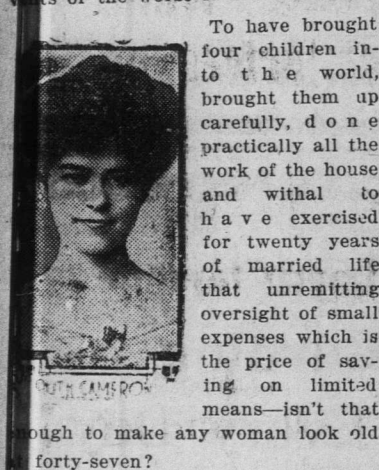 To have brought
four children in-
to the world,
brought them up
carefully, done
practically all the
work of the house
and withal to
have exercised
for twenty years
of married life
that unremitting
oversight of small
expenses which is
the price of sav-
ing on limited
means—isn't that
enough to make any woman look old
at forty-seven?
RUTH CAMERON